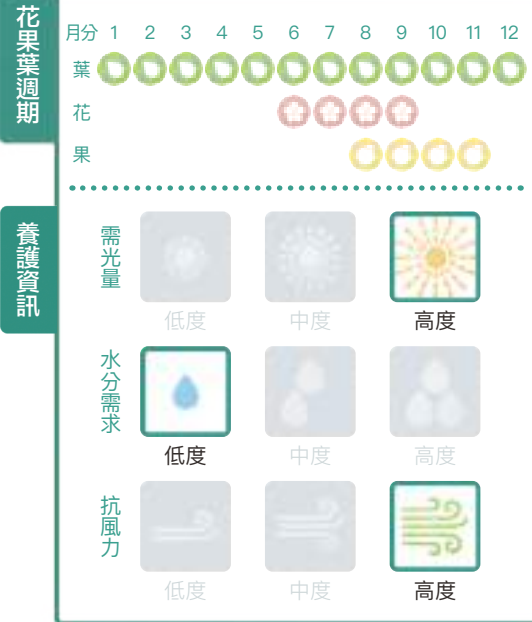 花果葉週期
月分 1 2 3 4 5 6 7 8 9 10 11 12
葉
花
果
養護資訊
需光量
低度 中度 高度
水分需求
低度 中度 高度
抗風力
低度 中度 高度